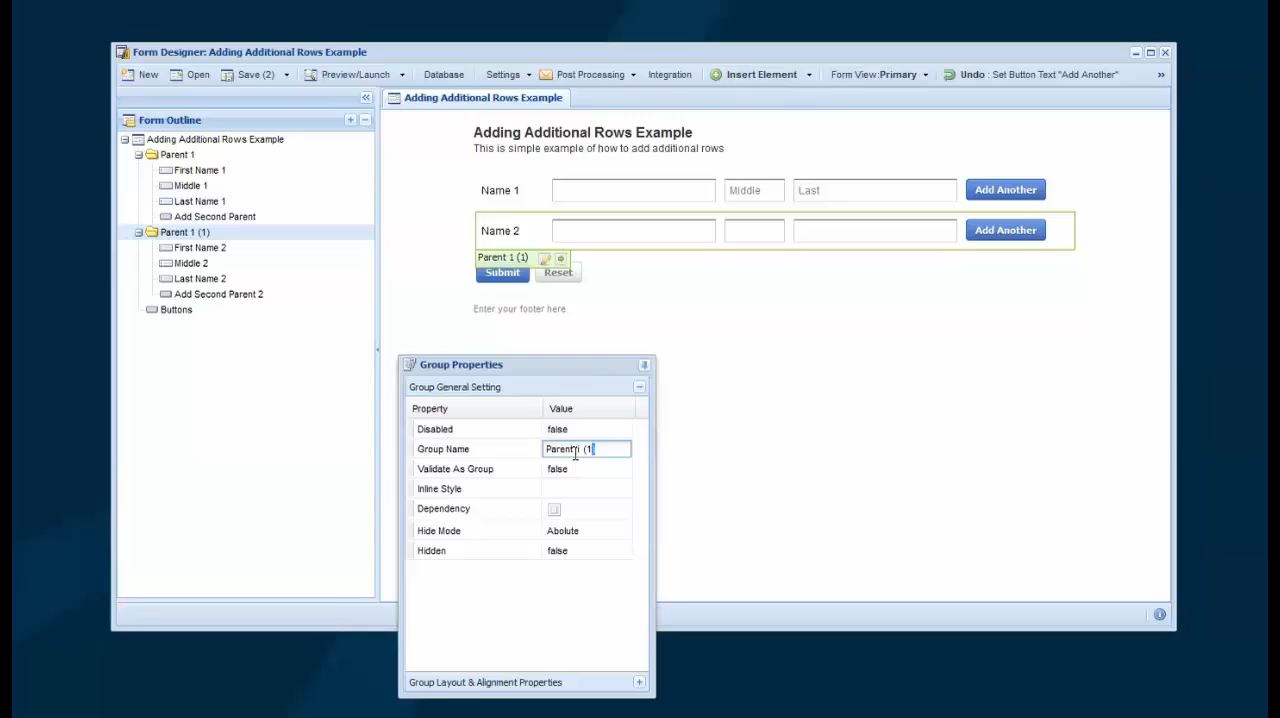 Form Designer: Adding Additional Rows Example
New Open Save (2) Preview/Launch Database Settings Post Processing Integration Insert Element Form View:Primary Undo : Set Button Text "Add Another" »
Adding Additional Rows Example
Form Outline
Adding Additional Rows Example
Parent 1
First Name 1
Middle 1
Last Name 1
Add Second Parent
Parent 1 (1)
First Name 2
Middle 2
Last Name 2
Add Second Parent 2
Buttons
Adding Additional Rows Example
This is simple example of how to add additional rows
Name 1 Middle Last Add Another
Name 2 Add Another
Parent 1 (1)
Submit Reset
Enter your footer here
Group Properties
Group General Setting
Property Value
Disabled false
Group Name Parent 1 (1)
Validate As Group false
Inline Style
Dependency
Hide Mode Abolute
Hidden false
Group Layout & Alignment Properties